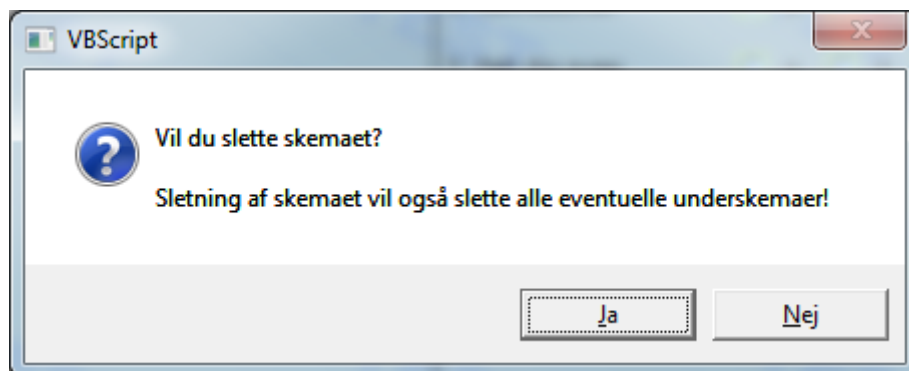 VBScript
Vil du slette skemaet?
Sletning af skemaet vil også slette alle eventuelle underskemaer!
Ja
Nej